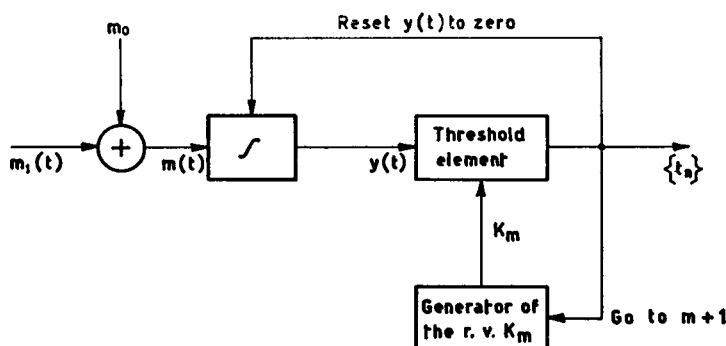 Reset y(t) to zero
m₀
m₁(t)
+
m(t)
∫
y(t)
Threshold
element
{tₙ}
Kₘ
Generator of
the r. v. Kₘ
Go to m+1